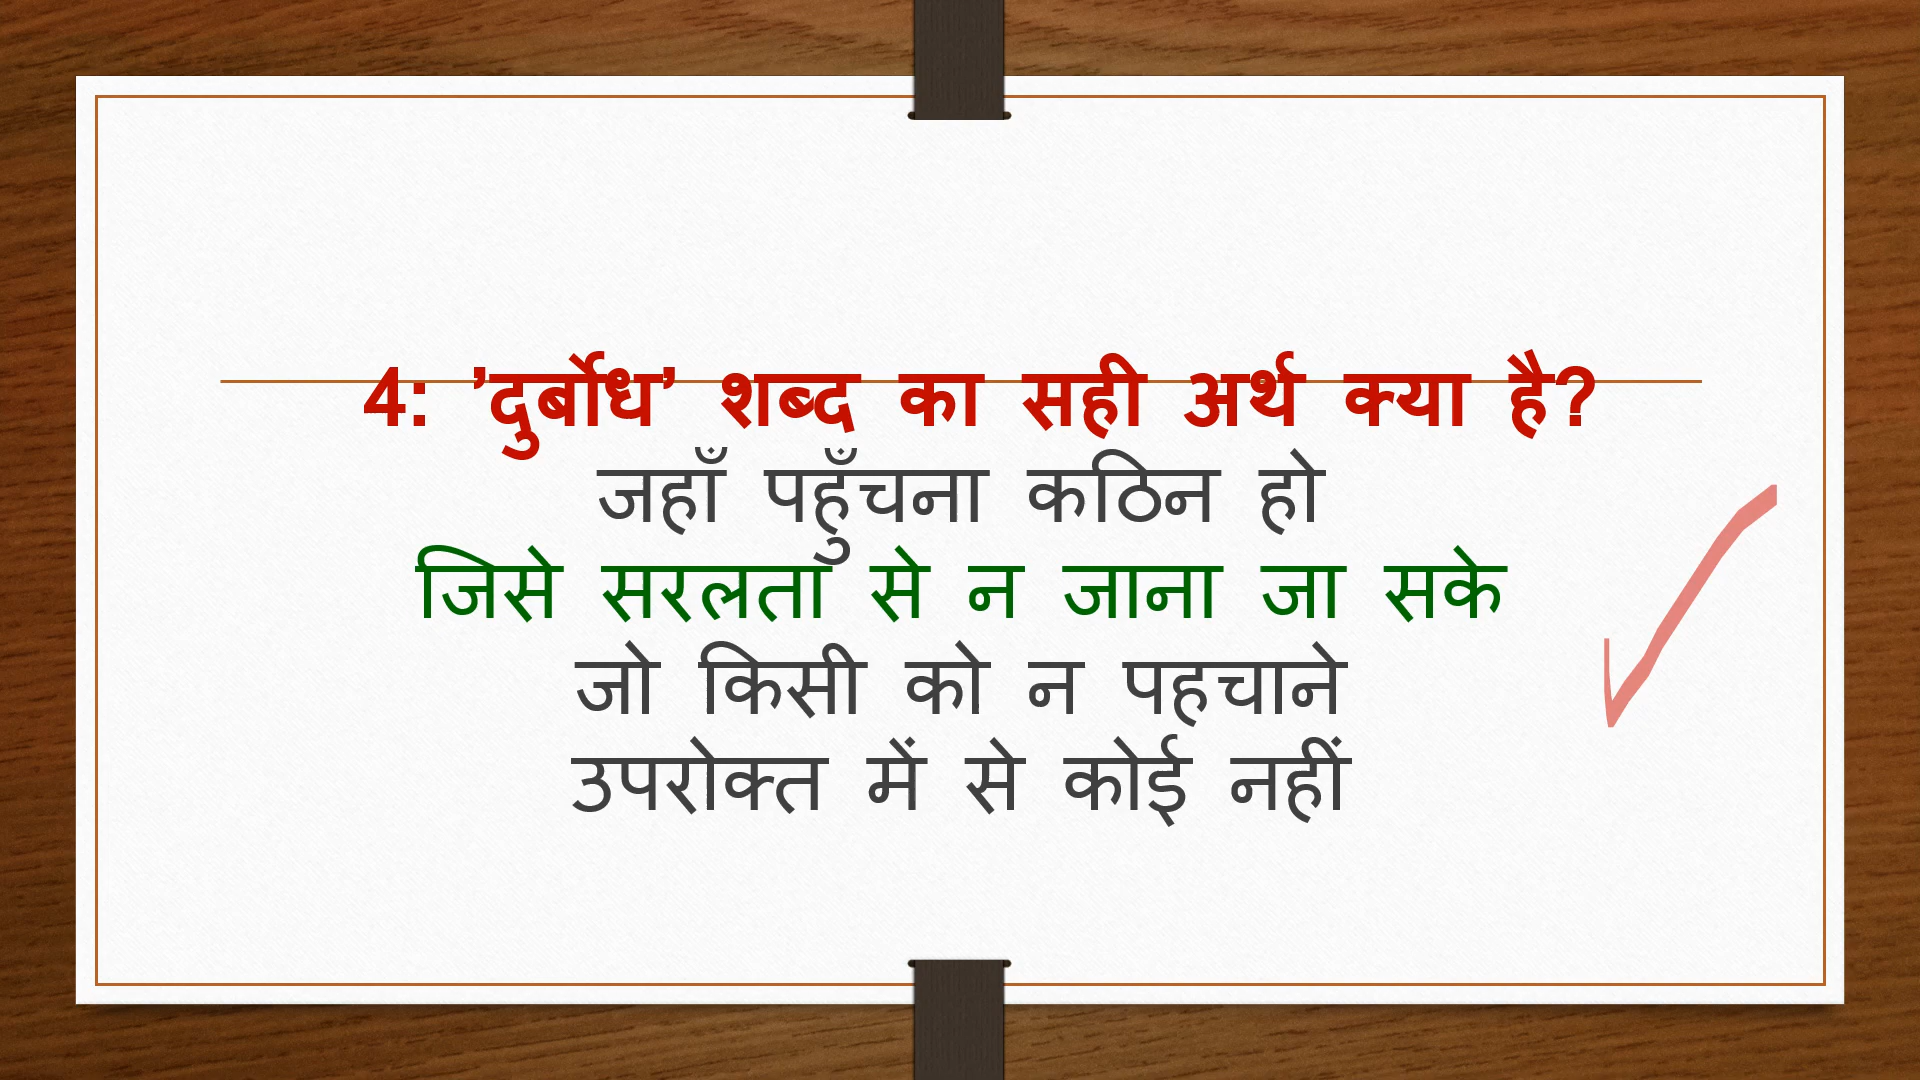 4: ’दुर्बोध’ शब्द का सही अर्थ क्या है?
जहाँ पहुँचना कठिन हो
जिसे सरलता से न जाना जा सके
जो किसी को न पहचाने
उपरोक्त में से कोई नहीं